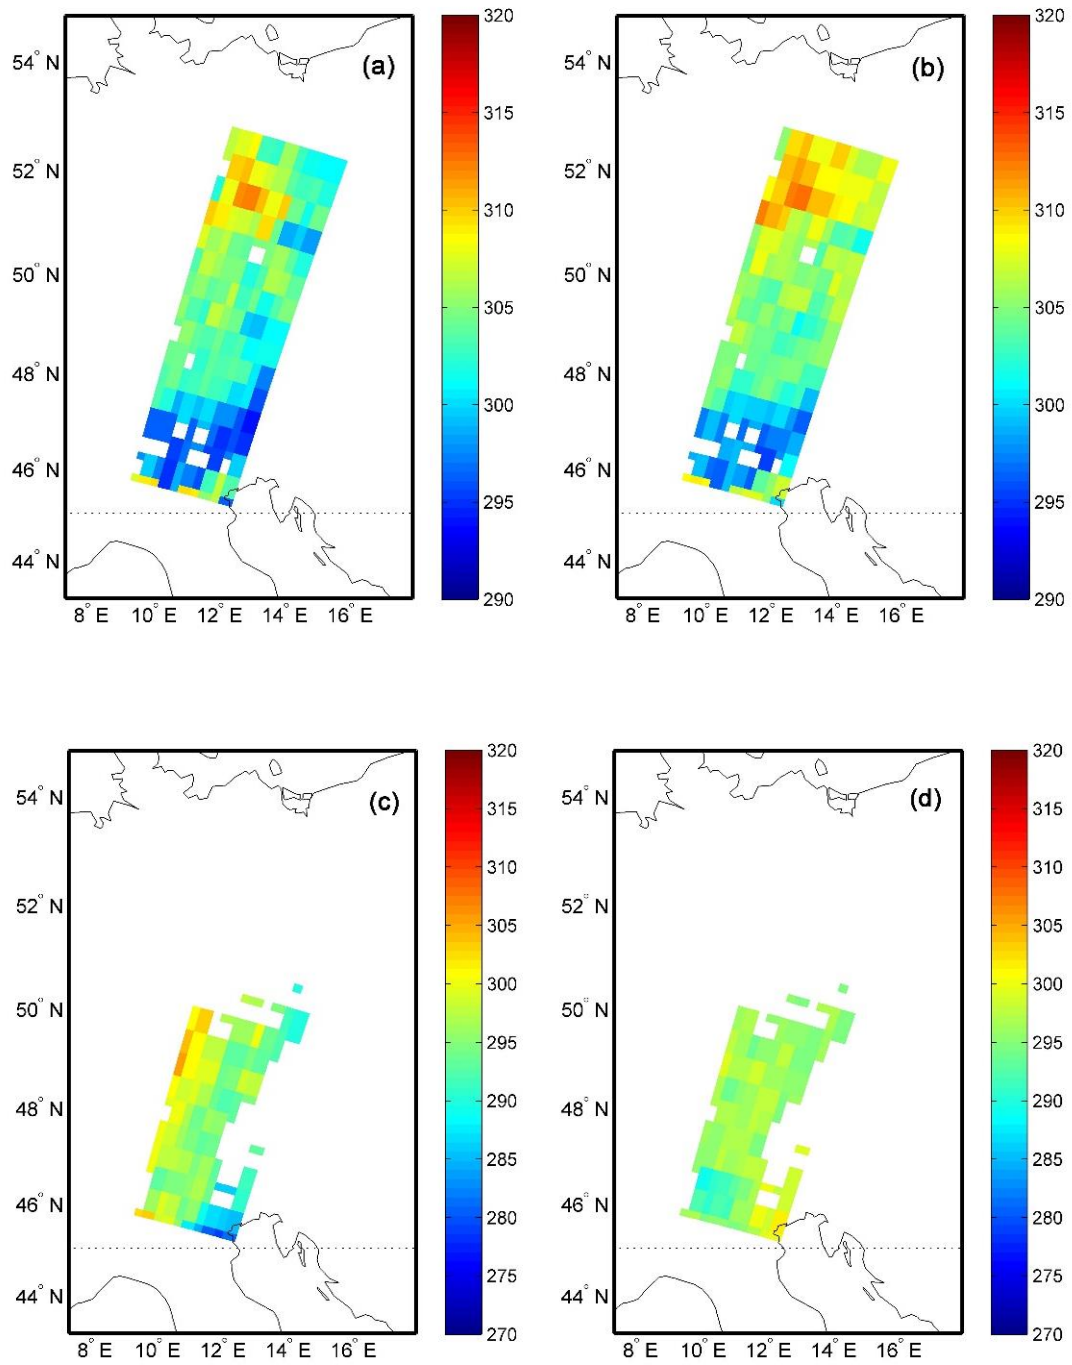 320 320
54° N (a) 54° N (b)
315 315
52° N 52° N
310 310
50° N 305 50° N 305
48° N 300 48° N 300
46° N 46° N
295 295
44° N 44° N
290 290
8° E 10° E 12° E 14° E 16° E 8° E 10° E 12° E 14° E 16° E
320 320
54° N (c) 315 54° N (d) 315
310 310
52° N 305 52° N 305
300 300
50° N 295 50° N 295
48° N 290 48° N 290
285 285
46° N 280 46° N 280
275 275
44° N 44° N
270 270
8° E 10° E 12° E 14° E 16° E 8° E 10° E 12° E 14° E 16° E